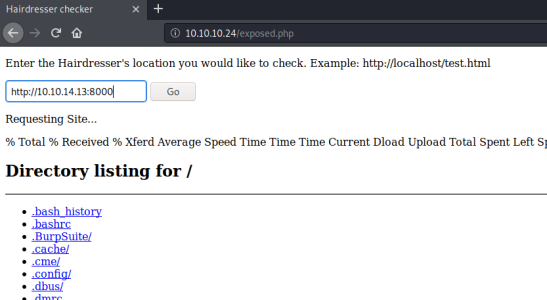 Hairdresser checker
10.10.10.24/exposed.php
Enter the Hairdresser's location you would like to check. Example: http://localhost/test.html
http://10.10.14.13:8000 Go
Requesting Site...
% Total % Received % Xferd Average Speed Time Time Time Current Dload Upload Total Spent Left Sp
Directory listing for /
.bash_history
.bashrc
.BurpSuite/
.cache/
.cme/
.config/
.dbus/
.dmrc